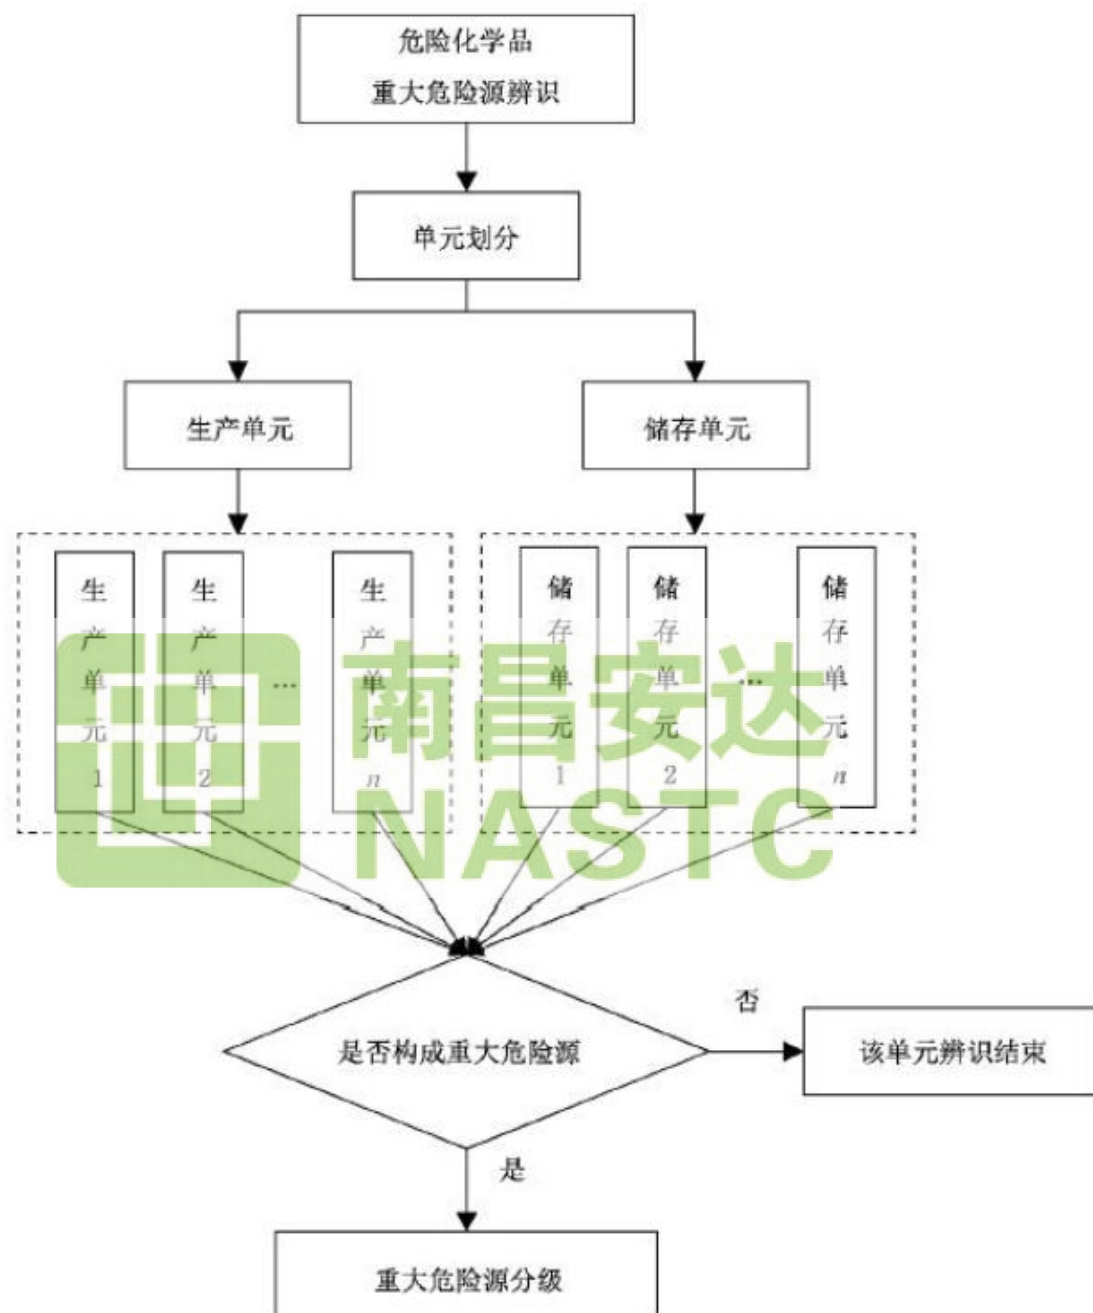 危险化学品
重大危险源辨识
单元划分
生产单元
储存单元
生产单元1
生产单元2
…
生产单元n
储存单元1
储存单元2
…
储存单元n
南昌安达
NASTC
是否构成重大危险源
否
该单元辨识结束
是
重大危险源分级